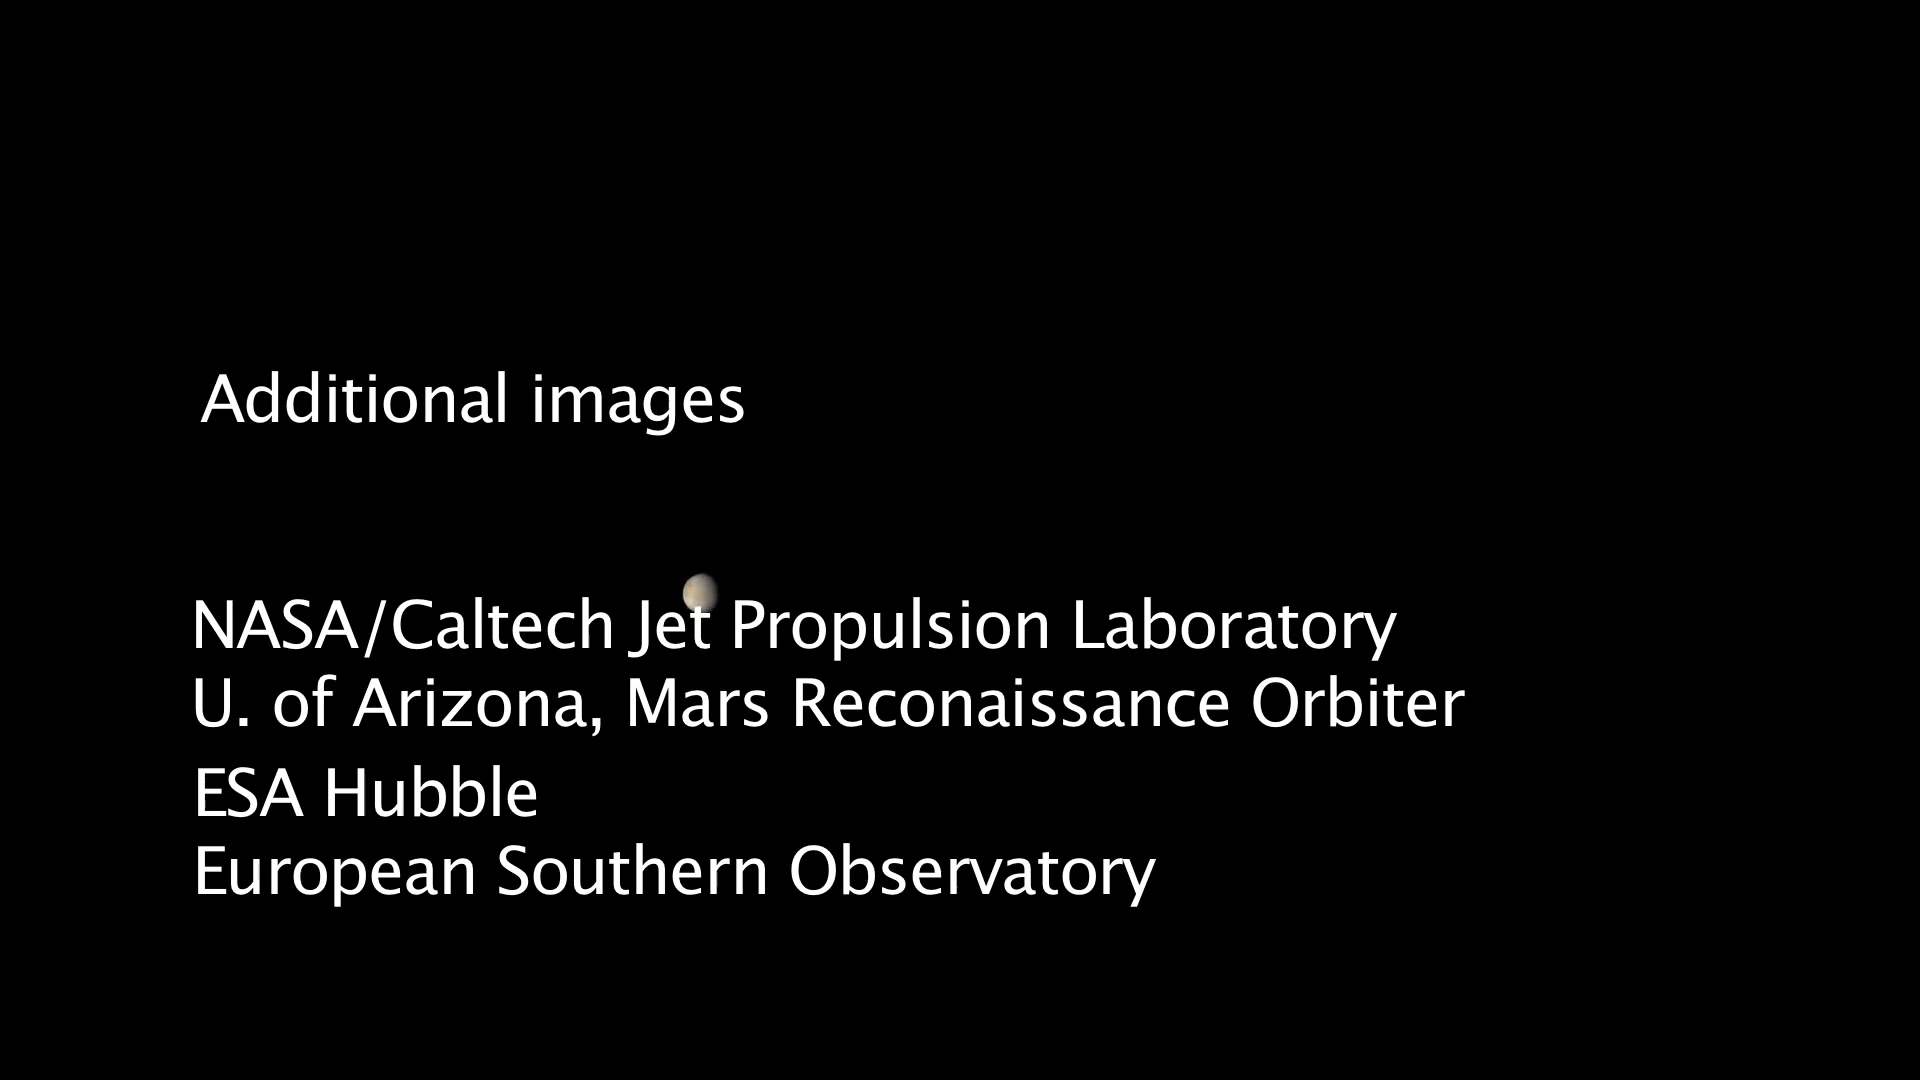 Additional images
NASA/Caltech Jet Propulsion Laboratory
U. of Arizona, Mars Reconaissance Orbiter
ESA Hubble
European Southern Observatory